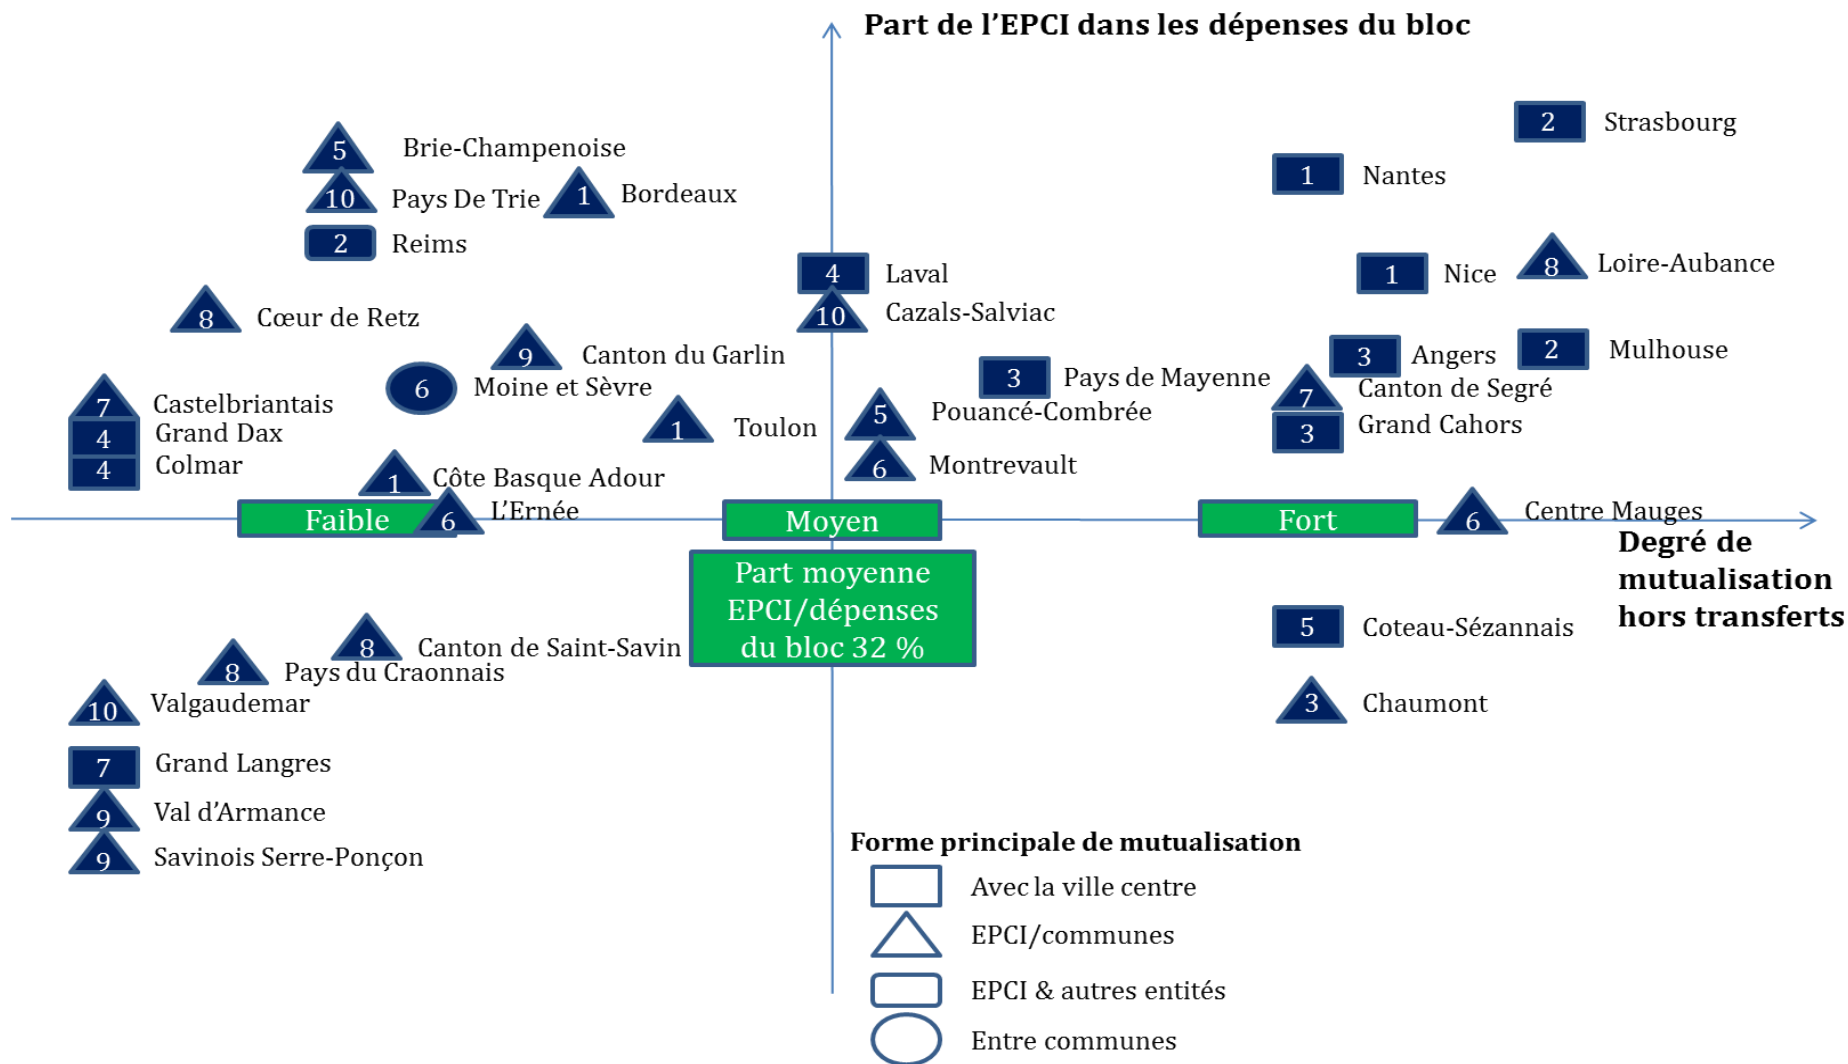 Part de l'EPCI dans les dépenses du bloc
2 Strasbourg
5 Brie-Champenoise
1 Nantes
10 Pays De Trie
1 Bordeaux
2 Reims
4 Laval
1 Nice
8 Loire-Aubance
8 Cœur de Retz
10 Cazals-Salviac
9 Canton du Garlin
3 Angers
2 Mulhouse
6 Moine et Sèvre
3 Pays de Mayenne
7 Canton de Segré
7 Castelbriantais
5 Pouancé-Combrée
4 Grand Dax
1 Toulon
3 Grand Cahors
4 Colmar
6 Montrevault
1 Côte Basque Adour
6 L'Ernée
6 Centre Mauges
Faible
Moyen
Fort
Degré de
mutualisation
hors transferts
Part moyenne
EPCI/dépenses
du bloc 32 %
5 Coteau-Sézannais
8 Canton de Saint-Savin
8 Pays du Craonnais
10 Valgaudemar
3 Chaumont
7 Grand Langres
9 Val d'Armance
9 Savinois Serre-Ponçon
Forme principale de mutualisation
Avec la ville centre
EPCI/communes
EPCI & autres entités
Entre communes